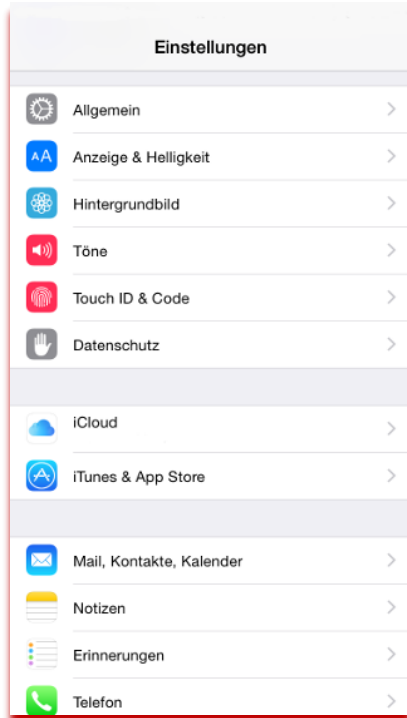 Einstellungen
Allgemein
AA Anzeige & Helligkeit
Hintergrundbild
Töne
Touch ID & Code
Datenschutz
iCloud
iTunes & App Store
Mail, Kontakte, Kalender
Notizen
Erinnerungen
Telefon